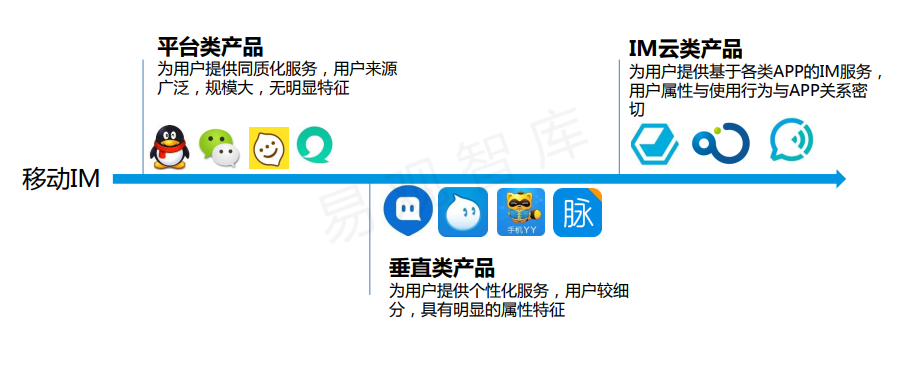 平台类产品
为用户提供同质化服务，用户来源
广泛，规模大，无明显特征
IM云类产品
为用户提供基于各类APP的IM服务，
用户属性与使用行为与APP关系密
切
移动IM
易观智库
手机YY
脉
垂直类产品
为用户提供个性化服务，用户较细
分，具有明显的属性特征